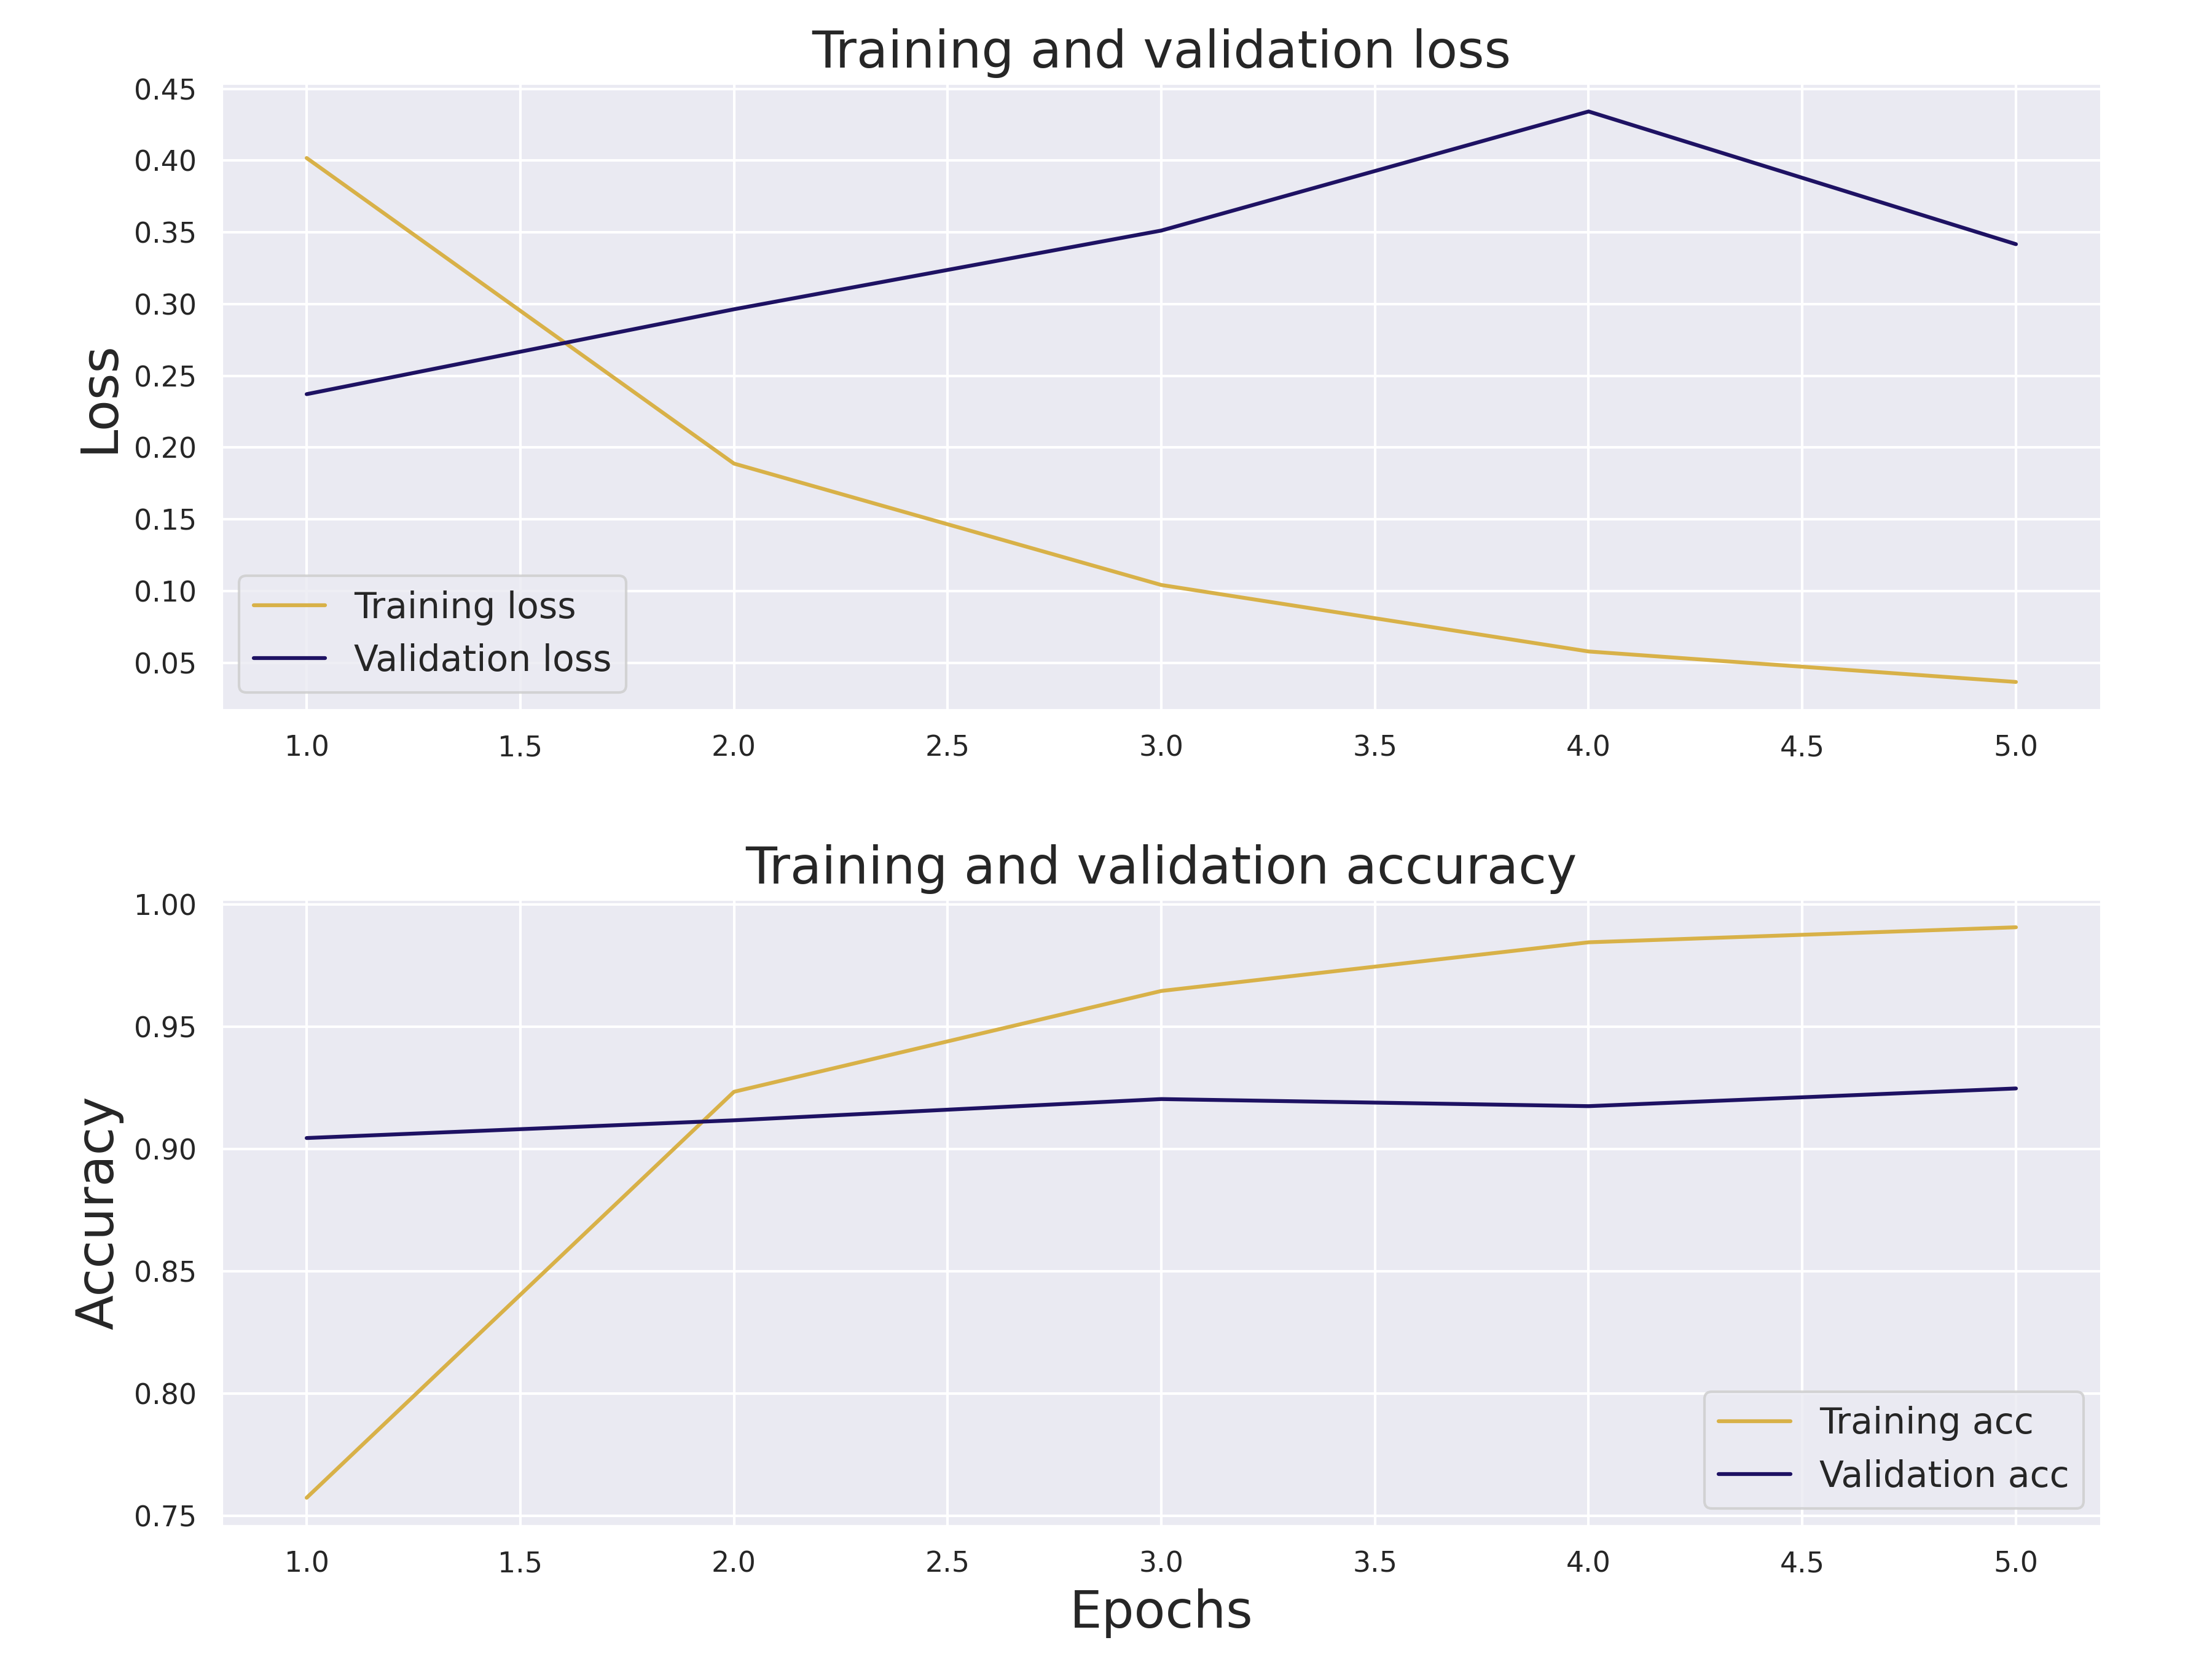 Training and validation loss
Loss
0.45
0.40
0.35
0.30
0.25
0.20
0.15
0.10
0.05
Training loss
Validation loss
1.0 1.5 2.0 2.5 3.0 3.5 4.0 4.5 5.0
Training and validation accuracy
Accuracy
1.00
0.95
0.90
0.85
0.80
0.75
Training acc
Validation acc
1.0 1.5 2.0 2.5 3.0 3.5 4.0 4.5 5.0
Epochs